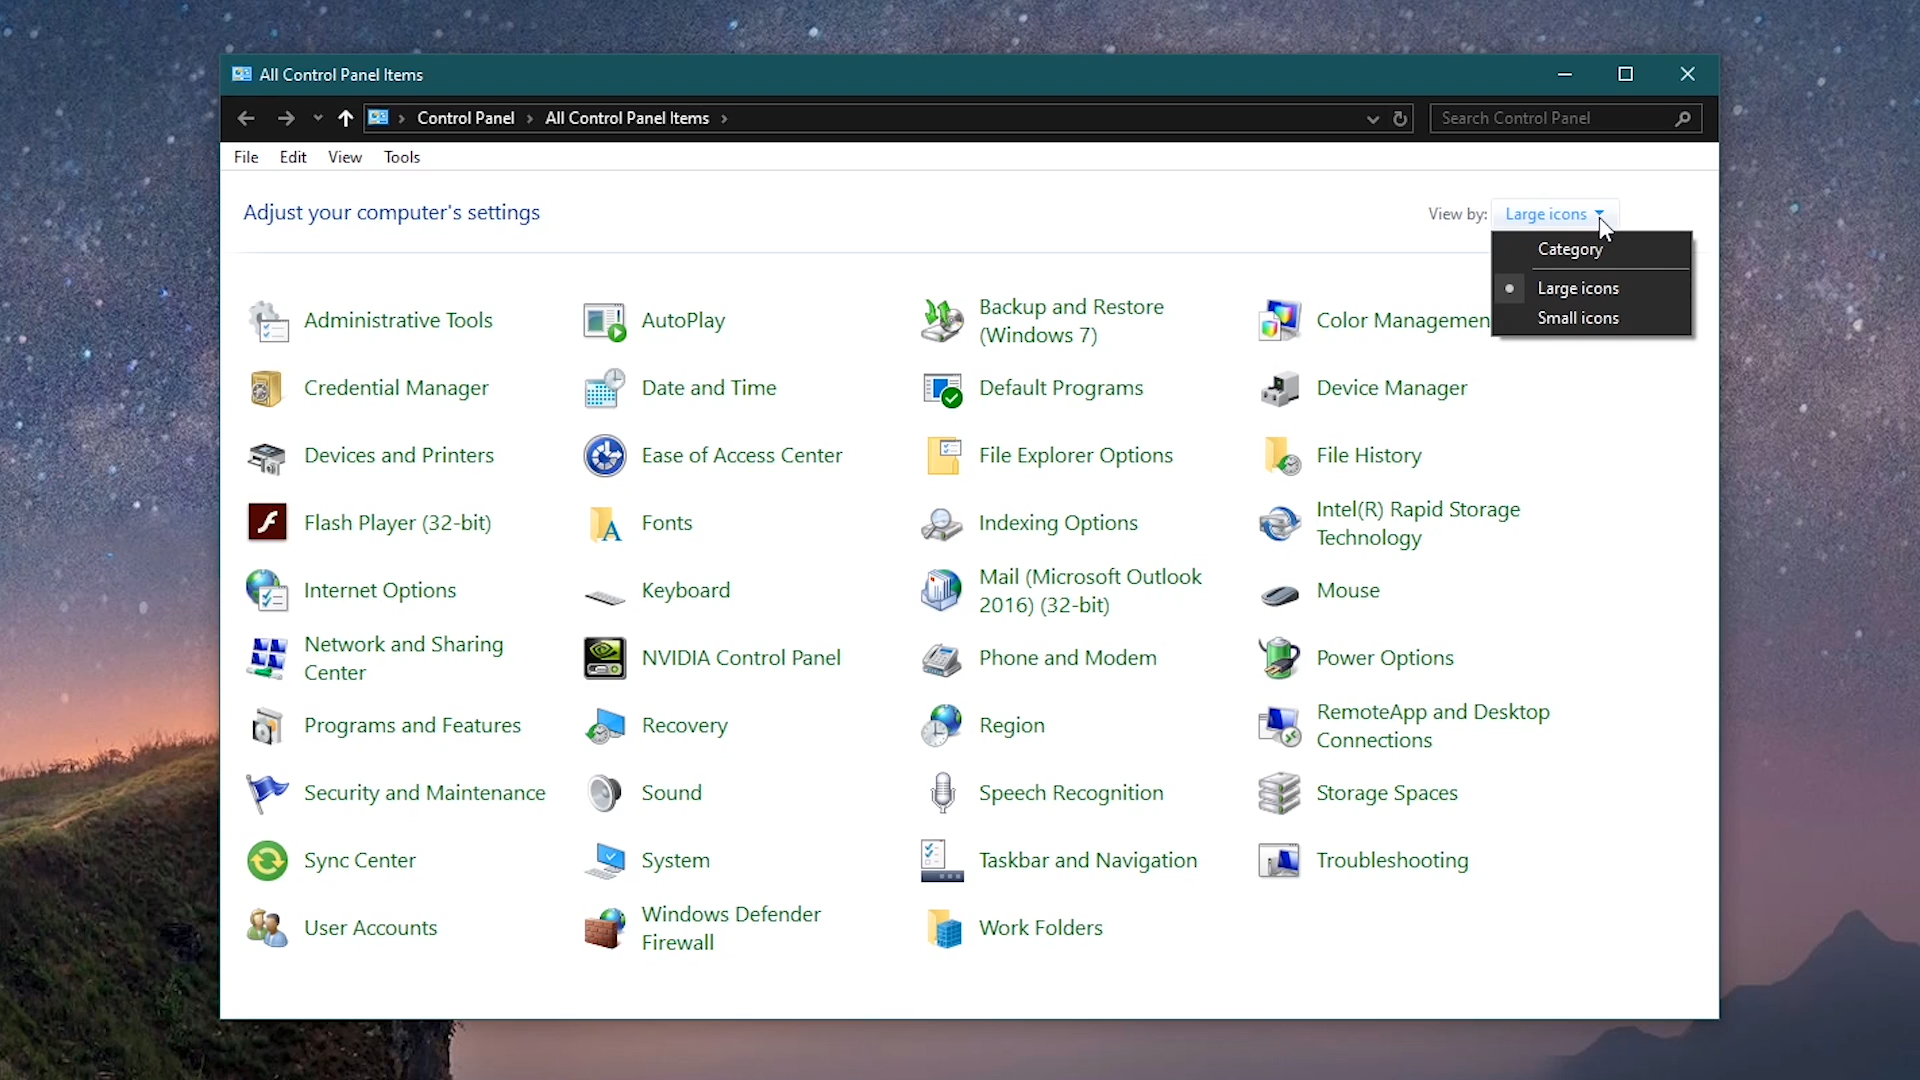 All Control Panel Items
Control Panel
All Control Panel Items
Search Control Panel
File Edit View Tools
Adjust your computer's settings
View by: Large icons
Category
Large icons
Small icons
Administrative Tools
AutoPlay
Backup and Restore
(Windows 7)
Color Managemen
Credential Manager
Date and Time
Default Programs
Device Manager
Devices and Printers
Ease of Access Center
File Explorer Options
File History
Flash Player (32-bit)
Fonts
Indexing Options
Intel(R) Rapid Storage
Technology
Internet Options
Keyboard
Mail (Microsoft Outlook
2016) (32-bit)
Mouse
Network and Sharing
Center
NVIDIA Control Panel
Phone and Modem
Power Options
Programs and Features
Recovery
Region
RemoteApp and Desktop
Connections
Security and Maintenance
Sound
Speech Recognition
Storage Spaces
Sync Center
System
Taskbar and Navigation
Troubleshooting
User Accounts
Windows Defender
Firewall
Work Folders